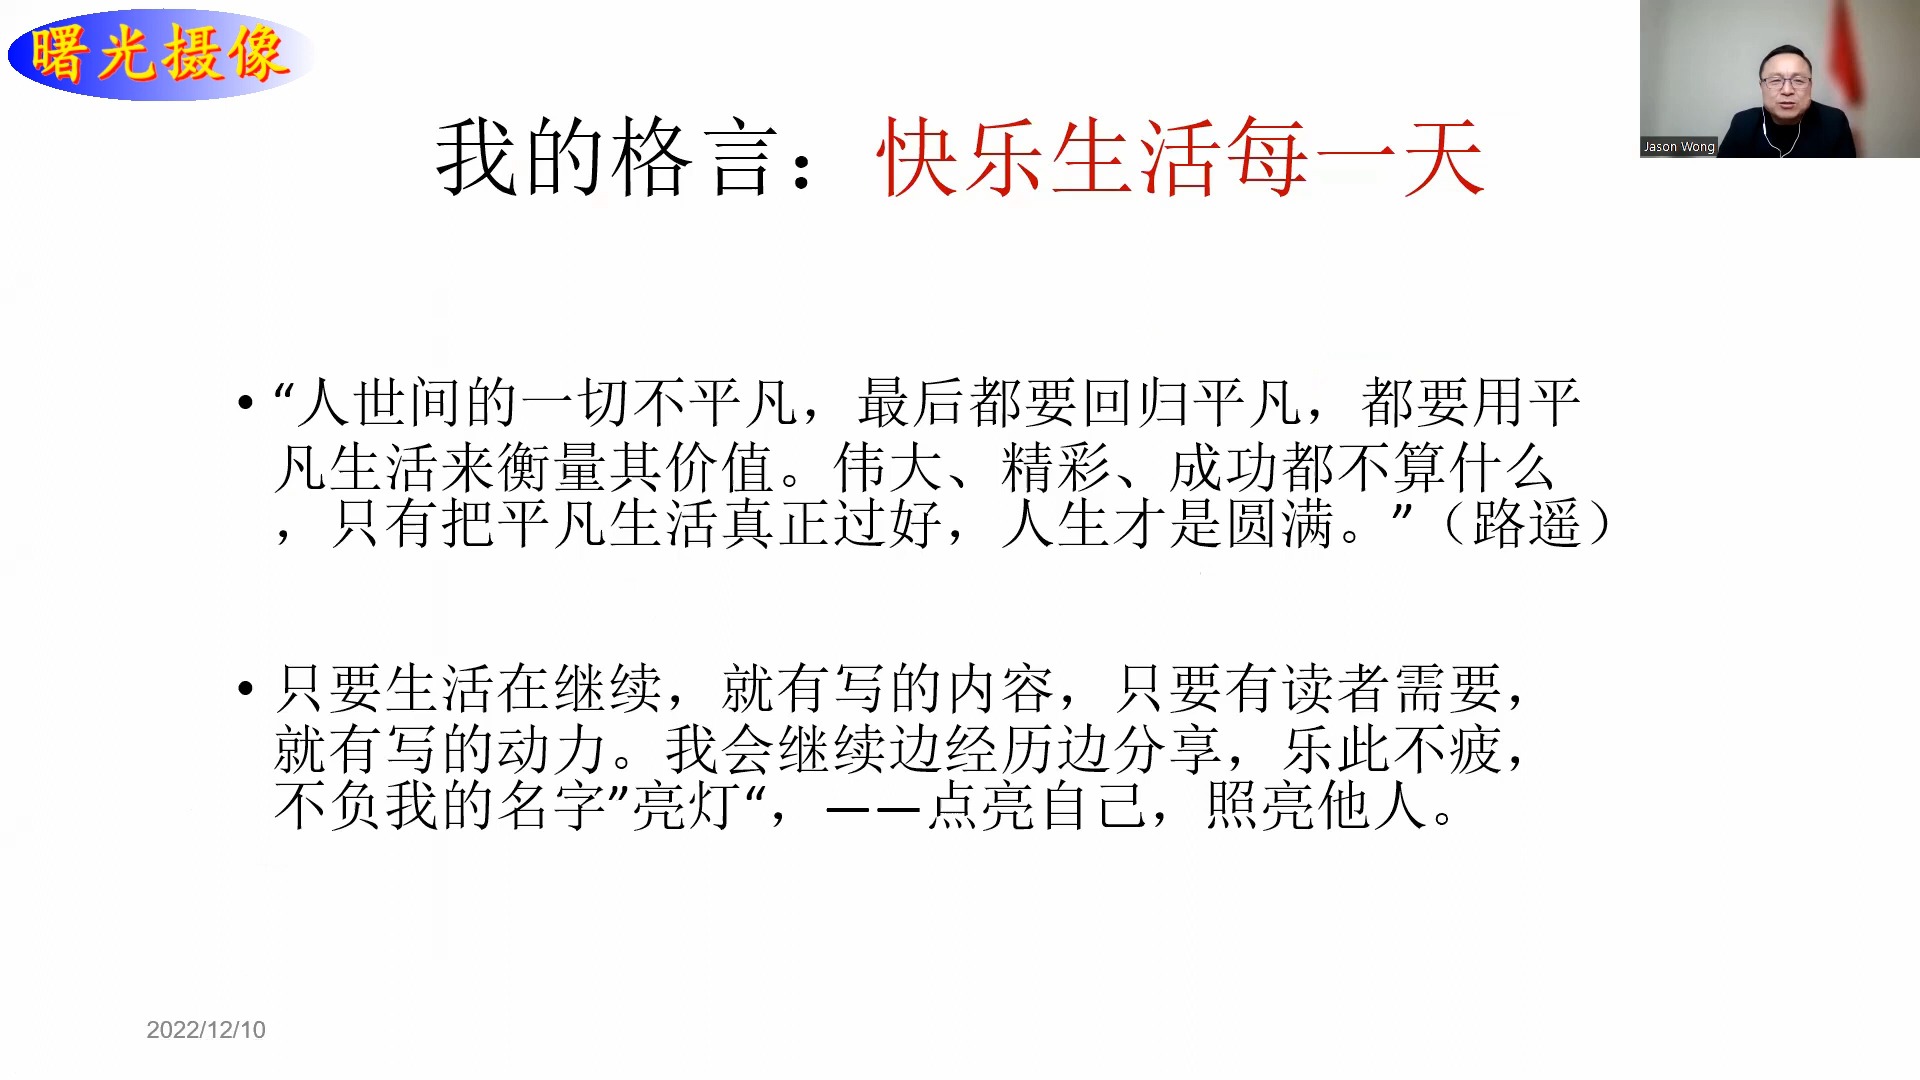 曙光摄像
Jason Wong
我的格言：快乐生活每一天
• “人世间的一切不平凡，最后都要回归平凡，都要用平
凡生活来衡量其价值。伟大、精彩、成功都不算什么
，只有把平凡生活真正过好，人生才是圆满。”（路遥）
• 只要生活在继续，就有写的内容，只要有读者需要，
就有写的动力。我会继续边经历边分享，乐此不疲，
不负我的名字”亮灯“，——点亮自己，照亮他人。
2022/12/10